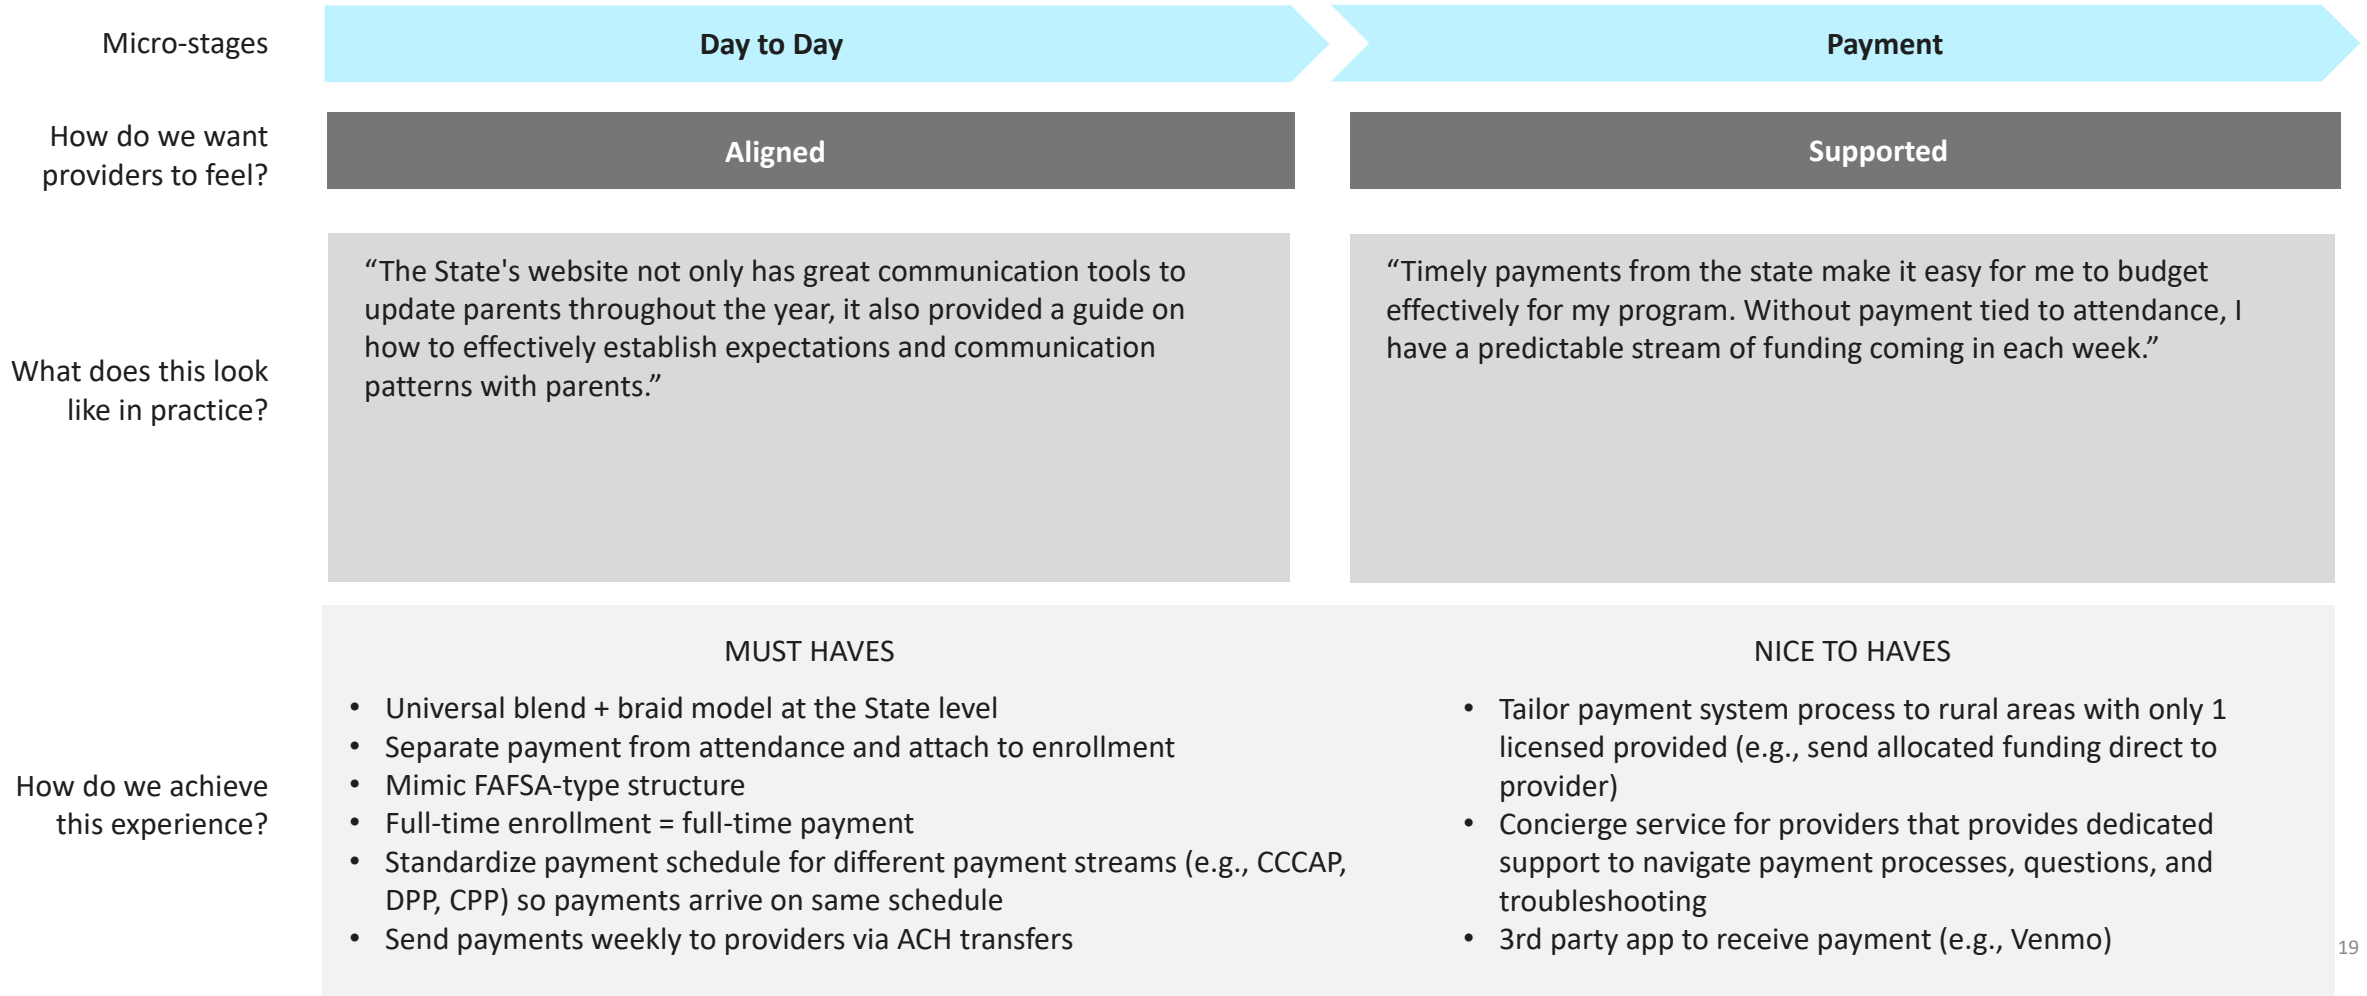 Micro-stages
Day to Day
Payment
How do we want
providers to feel?
Aligned
Supported
What does this look
like in practice?
“The State's website not only has great communication tools to
update parents throughout the year, it also provided a guide on
how to effectively establish expectations and communication
patterns with parents.”
“Timely payments from the state make it easy for me to budget
effectively for my program. Without payment tied to attendance, I
have a predictable stream of funding coming in each week.”
How do we achieve
this experience?
MUST HAVES
• Universal blend + braid model at the State level
• Separate payment from attendance and attach to enrollment
• Mimic FAFSA-type structure
• Full-time enrollment = full-time payment
• Standardize payment schedule for different payment streams (e.g., CCCAP,
DPP, CPP) so payments arrive on same schedule
• Send payments weekly to providers via ACH transfers
NICE TO HAVES
• Tailor payment system process to rural areas with only 1
licensed provided (e.g., send allocated funding direct to
provider)
• Concierge service for providers that provides dedicated
support to navigate payment processes, questions, and
troubleshooting
• 3rd party app to receive payment (e.g., Venmo)
19